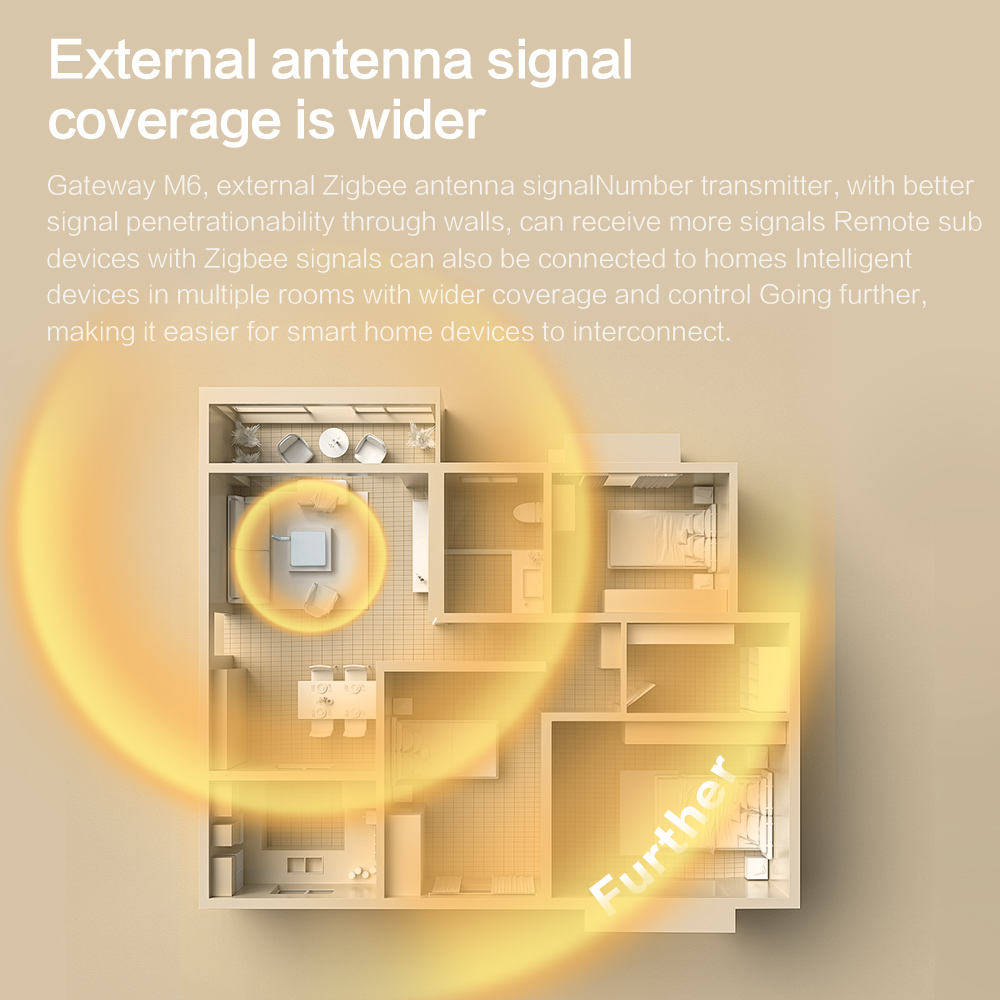 External antenna signal
coverage is wider
Gateway M6, external Zigbee antenna signalNumber transmitter, with better
signal penetrationability through walls, can receive more signals Remote sub
devices with Zigbee signals can also be connected to homes Intelligent
devices in multiple rooms with wider coverage and control Going further,
making it easier for smart home devices to interconnect.
Further